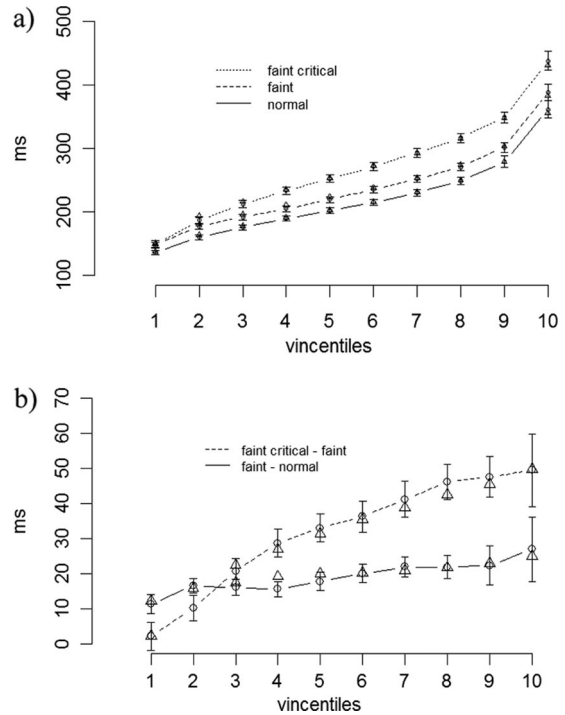 a)
500
400
300
200
100
ms
faint critical
faint
normal
1 2 3 4 5 6 7 8 9 10
vincentiles
b)
70
60
50
40
30
20
10
0
ms
faint critical - faint
faint - normal
1 2 3 4 5 6 7 8 9 10
vincentiles